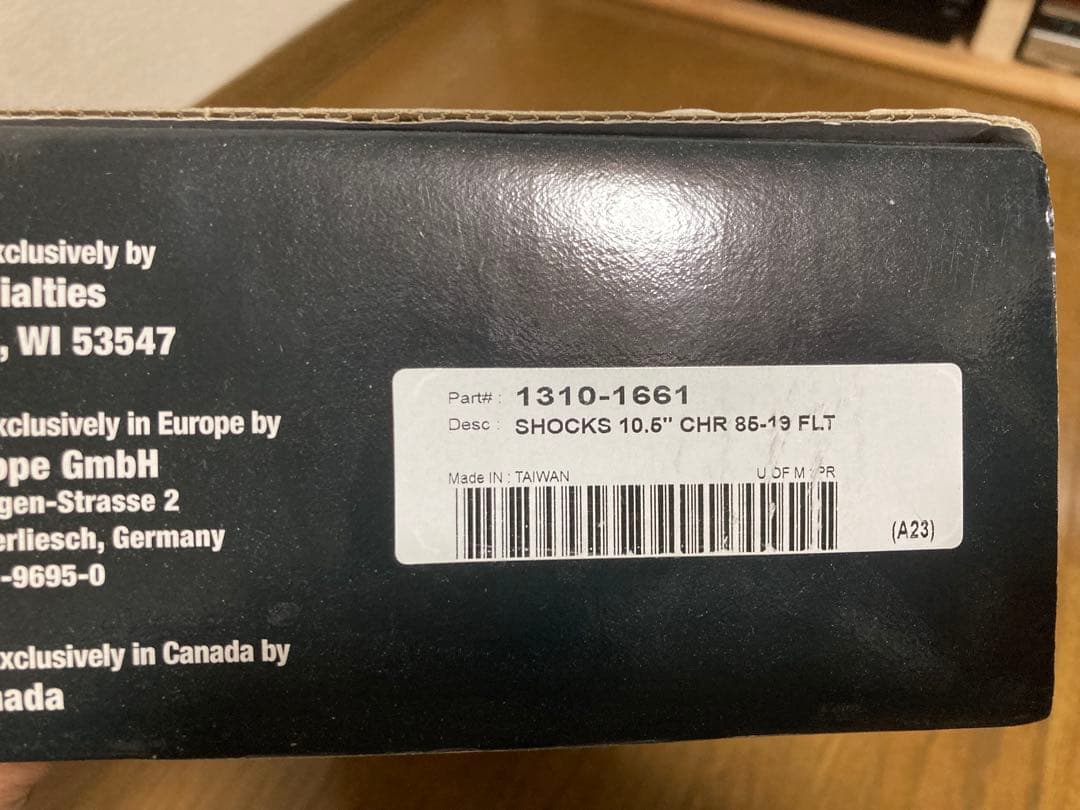 xclusively by
ialties
, WI 53547
xclusively in Europe by
ope GmbH
gen-Strasse 2
erliesch, Germany
-9695-0
xclusively in Canada by
nada
Part# : 1310-1661
Desc : SHOCKS 10.5" CHR 85-19 FLT
Made IN : TAIWAN U OF M : PR
(A23)